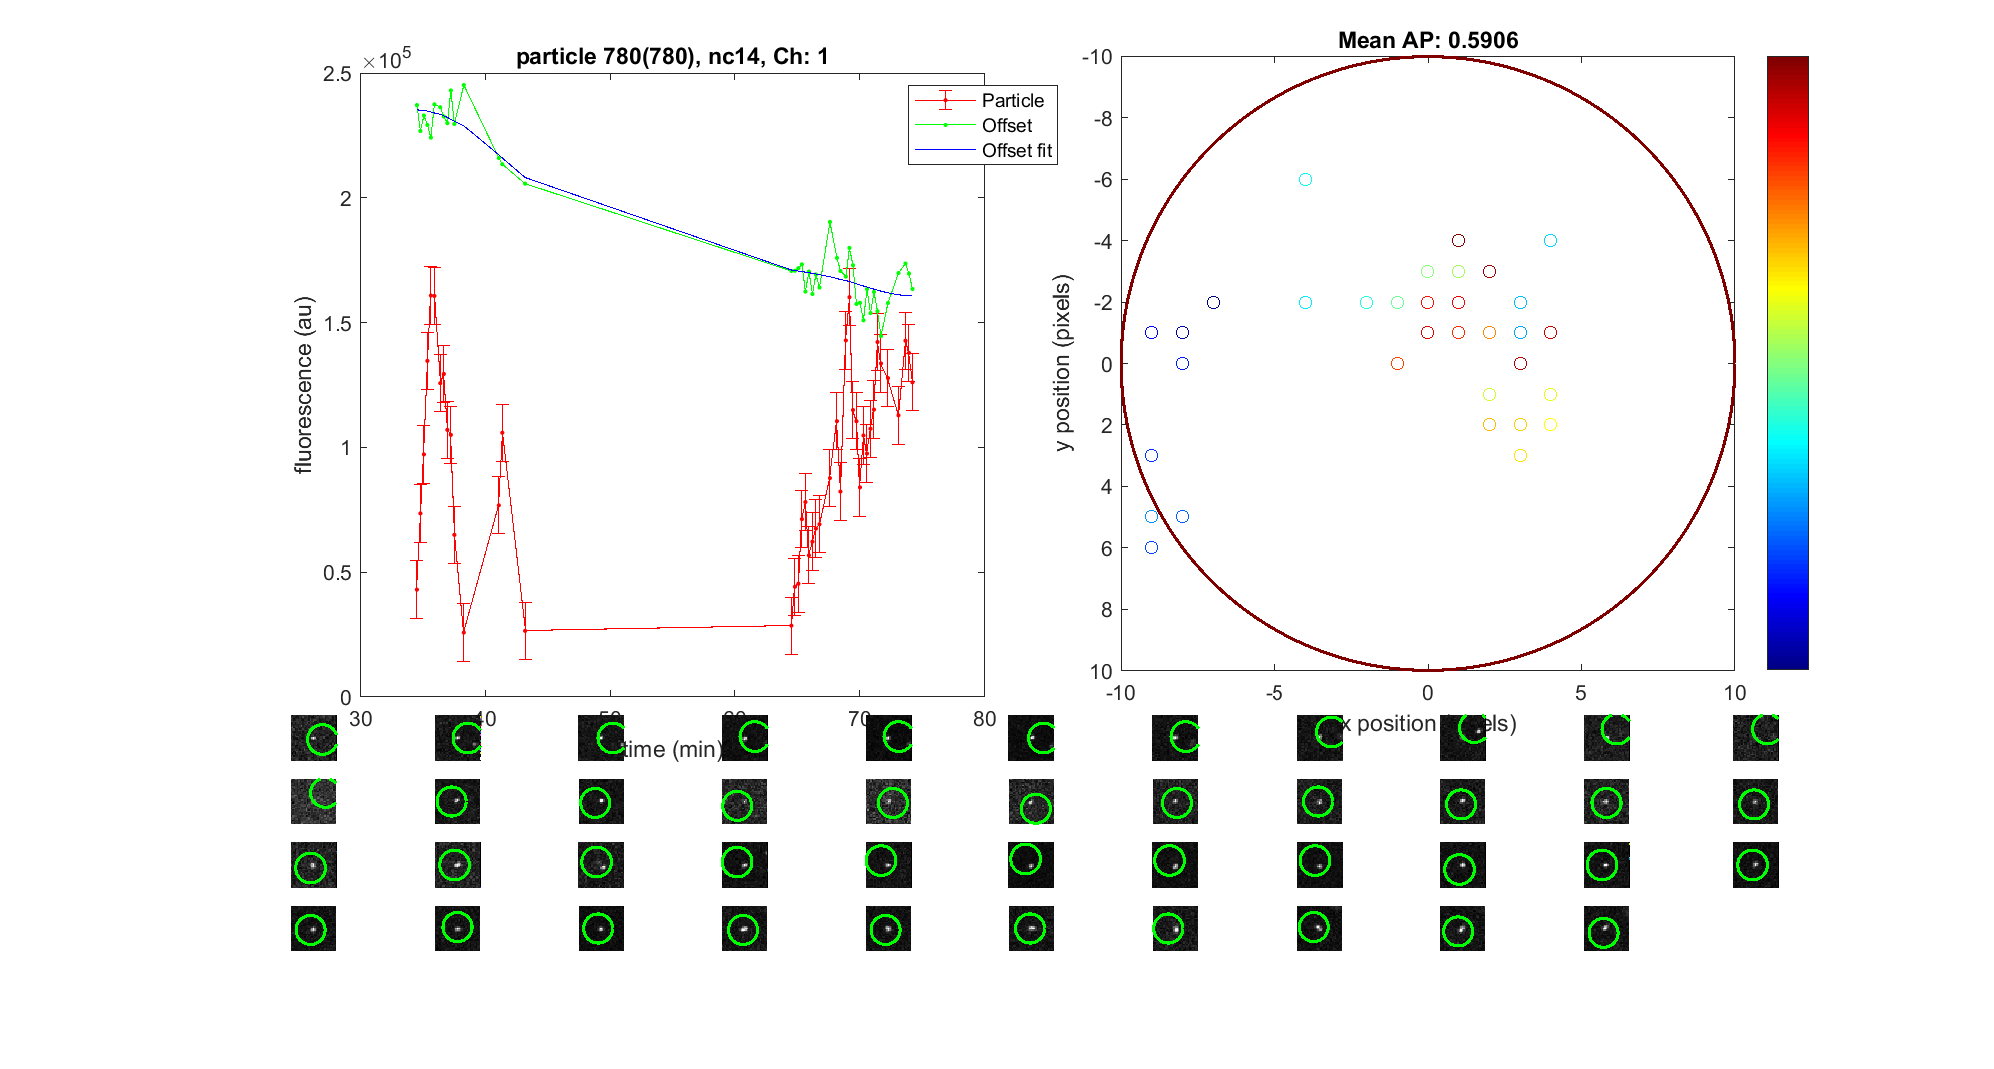 particle 780(780), nc14, Ch: 1
×10^5
2.5
2
1.5
1
0.5
0
fluorescence (au)
30
40
50
60
70
80
time (min)
Particle
Offset
Offset fit
Mean AP: 0.5906
-10
-8
-6
-4
-2
0
2
4
6
8
10
y position (pixels)
-10
-5
0
5
10
x position
els)